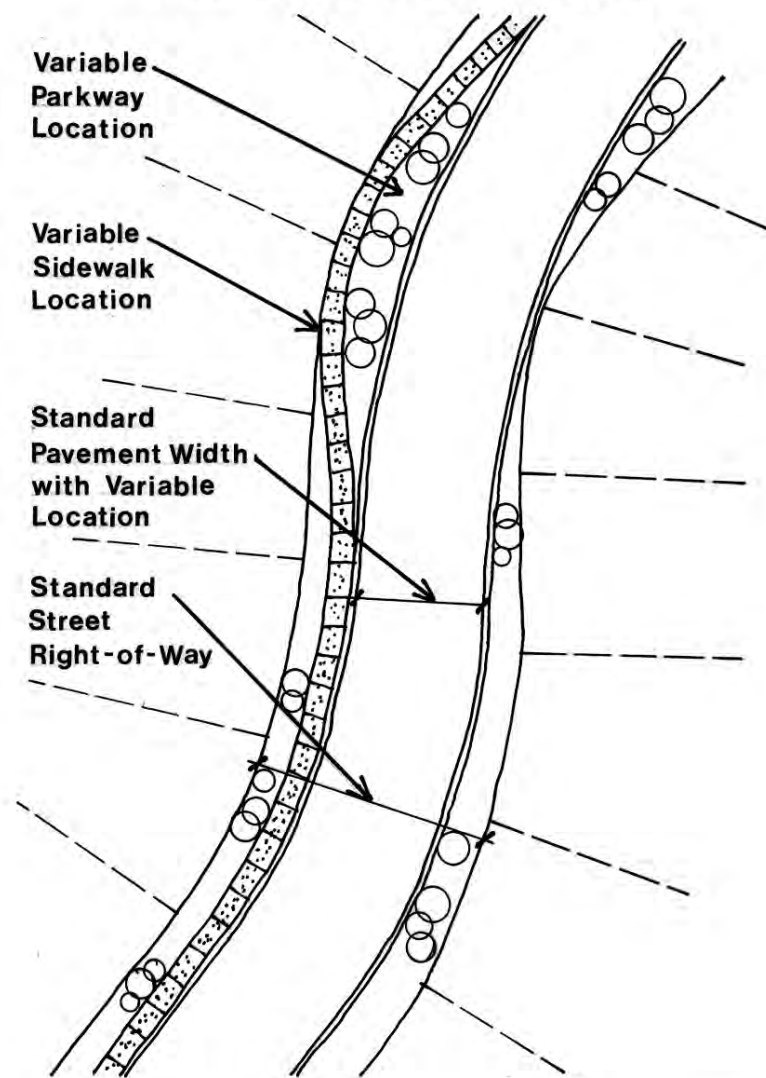 Variable
Parkway
Location
Variable
Sidewalk
Location
Standard
Pavement Width
with Variable
Location
Standard
Street
Right-of-Way